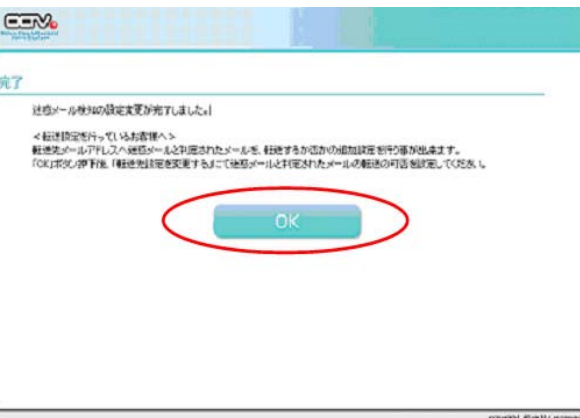 CCV
完了
迷惑メール検知の設定変更が完了しました。
＜転送設定を行っているお客様へ＞
転送先メールアドレスへ迷惑メールと判定されたメールを、転送するか否かの追加設定を行う事が出来ます。
「OK」ボタン押下後、「転送先設定を変更する」にて迷惑メールと判定されたメールの転送の可否を設定してください。
OK